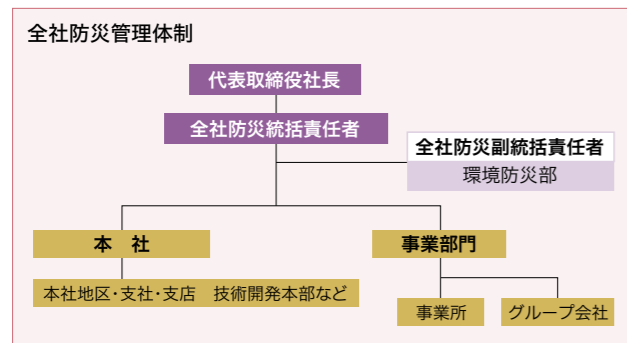 全社防災管理体制
代表取締役社長
全社防災統括責任者
全社防災副統括責任者
環境防災部
本　社
事業部門
本社地区・支社・支店　技術開発本部など
事業所
グループ会社